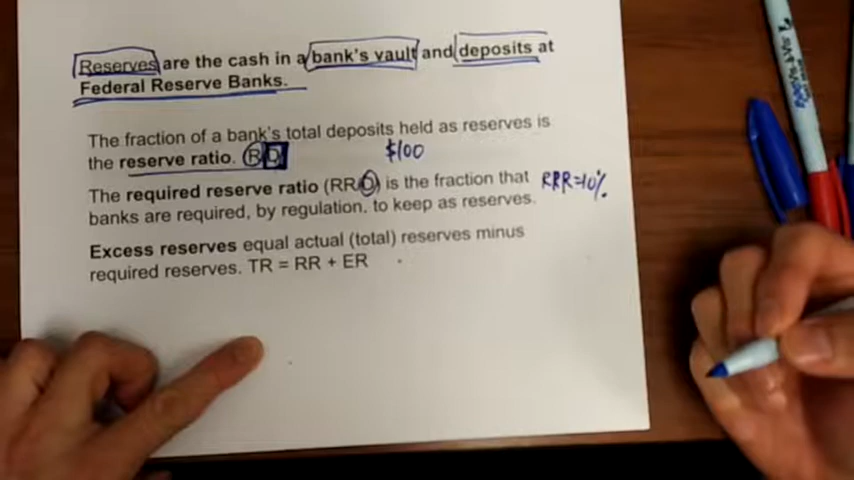 Reserves are the cash in a bank's vault and deposits at
Federal Reserve Banks.
The fraction of a bank's total deposits held as reserves is
the reserve ratio. R D $100
The required reserve ratio (RR/D) is the fraction that RRR=10%
banks are required, by regulation, to keep as reserves.
Excess reserves equal actual (total) reserves minus
required reserves. TR = RR + ER